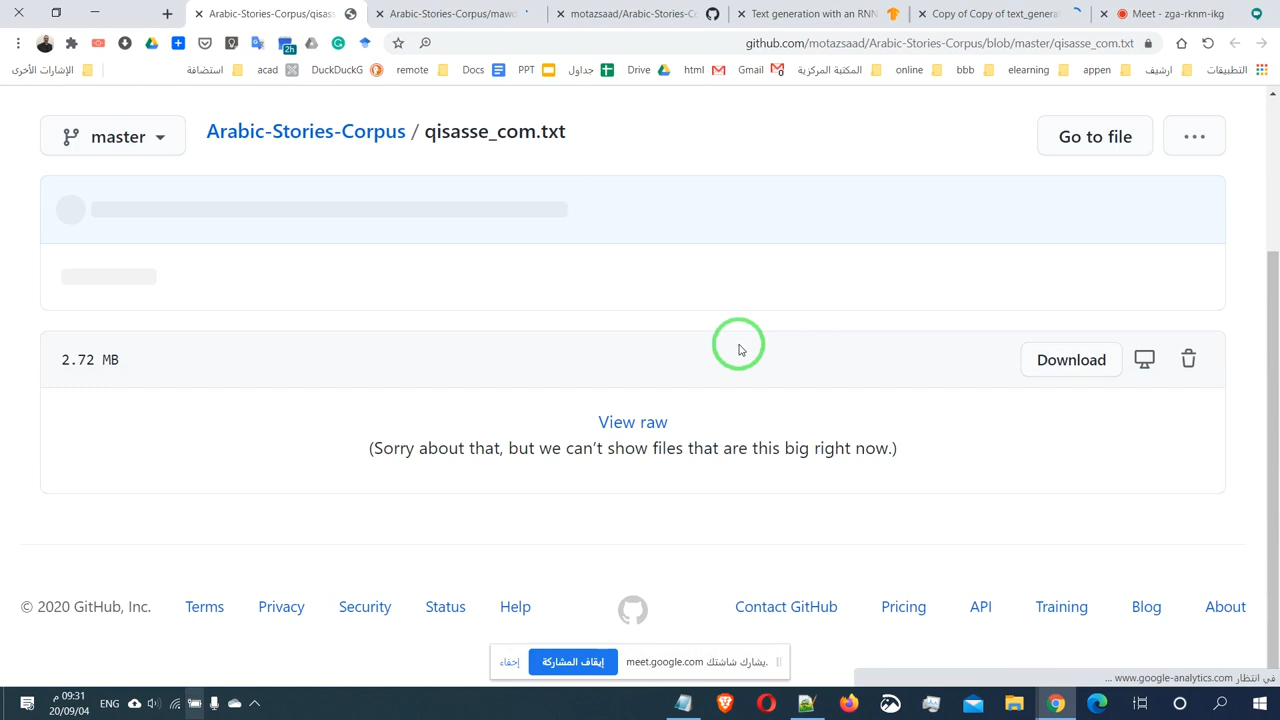 Arabic-Stories-Corpus/qisass
Arabic-Stories-Corpus/mawd
motazsaad/Arabic-Stories-Co
Text generation with an RNN
Copy of Copy of text_generat
Meet - zga-rknm-ikg
2h
github.com/motazsaad/Arabic-Stories-Corpus/blob/master/qisasse_com.txt
الإشارات الأخرى
استضافة
acad
DuckDuckG
remote
Docs
PPT
جداول
Drive
html
Gmail
المكتبة المركزية
online
bbb
elearning
appen
ارشيف
التطبيقات
master
Arabic-Stories-Corpus / qisasse_com.txt
Go to file
2.72 MB
Download
View raw
(Sorry about that, but we can’t show files that are this big right now.)
© 2020 GitHub, Inc.
Terms
Privacy
Security
Status
Help
Contact GitHub
Pricing
API
Training
Blog
About
إخفاء
إيقاف المشاركة
يشارك شاشتك meet.google.com.
في انتظار www.google-analytics.com ...
09:31 م
20/09/04
ENG